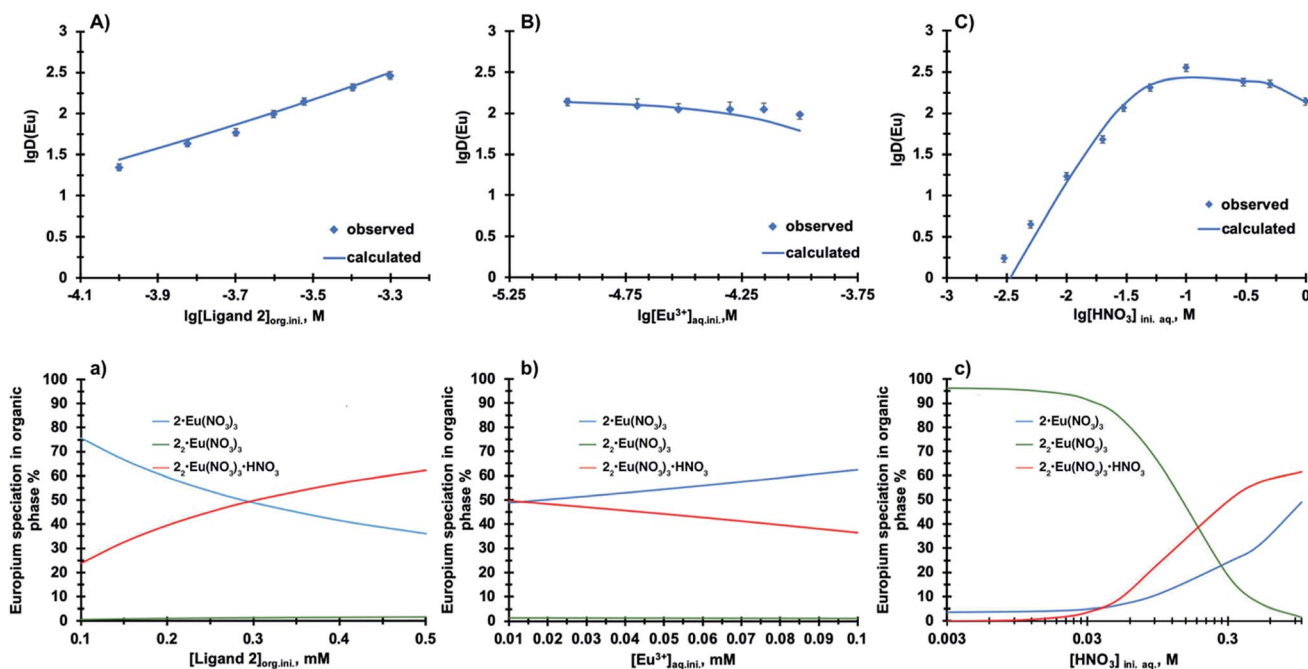 A)
3
2.5
2
1.5
1
0.5
0
lgD(Eu)
observed
calculated
-4.1 -3.9 -3.7 -3.5 -3.3
lg[Ligand 2]org.ini., M
B)
3
2.5
2
1.5
1
0.5
0
lgD(Eu)
observed
calculated
-5.25 -4.75 -4.25 -3.75
lg[Eu³⁺]aq.ini.,M
C)
3
2.5
2
1.5
1
0.5
0
lgD(Eu)
observed
calculated
-3 -2.5 -2 -1.5 -1 -0.5 0
lg[HNO₃] ini. aq., M
a)
100
90
80
70
60
50
40
30
20
10
0
Europium speciation in organic
phase %
2·Eu(NO₃)₃
2₂·Eu(NO₃)₃
2₂·Eu(NO₃)₃·HNO₃
0.1 0.2 0.3 0.4 0.5
[Ligand 2]org.ini., mM
b)
100
90
80
70
60
50
40
30
20
10
0
Europium speciation in organic
phase %
2·Eu(NO₃)₃
2₂·Eu(NO₃)₃
2₂·Eu(NO₃)₃·HNO₃
0.01 0.02 0.03 0.04 0.05 0.06 0.07 0.08 0.09 0.1
[Eu³⁺]aq.ini., mM
c)
100
90
80
70
60
50
40
30
20
10
0
Europium speciation in organic
phase %
2·Eu(NO₃)₃
2₂·Eu(NO₃)₃
2₂·Eu(NO₃)₃·HNO₃
0.003 0.03 0.3
[HNO₃] ini. aq., M